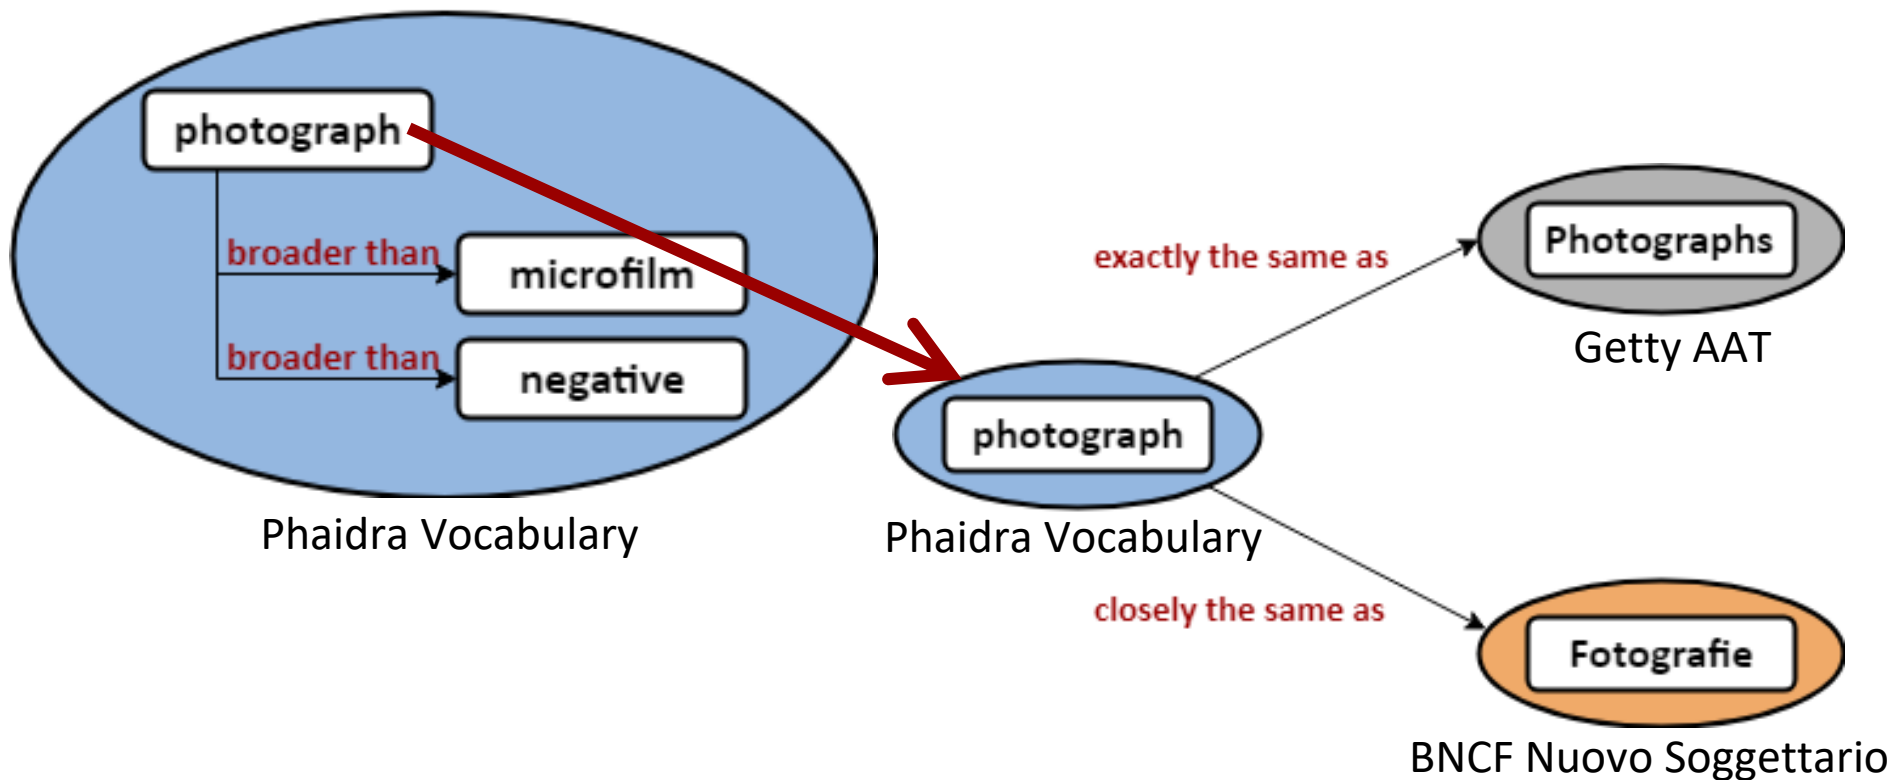 photograph
broader than
microfilm
broader than
negative
Phaidra Vocabulary
photograph
Phaidra Vocabulary
exactly the same as
Photographs
Getty AAT
closely the same as
Fotografie
BNCF Nuovo Soggettario